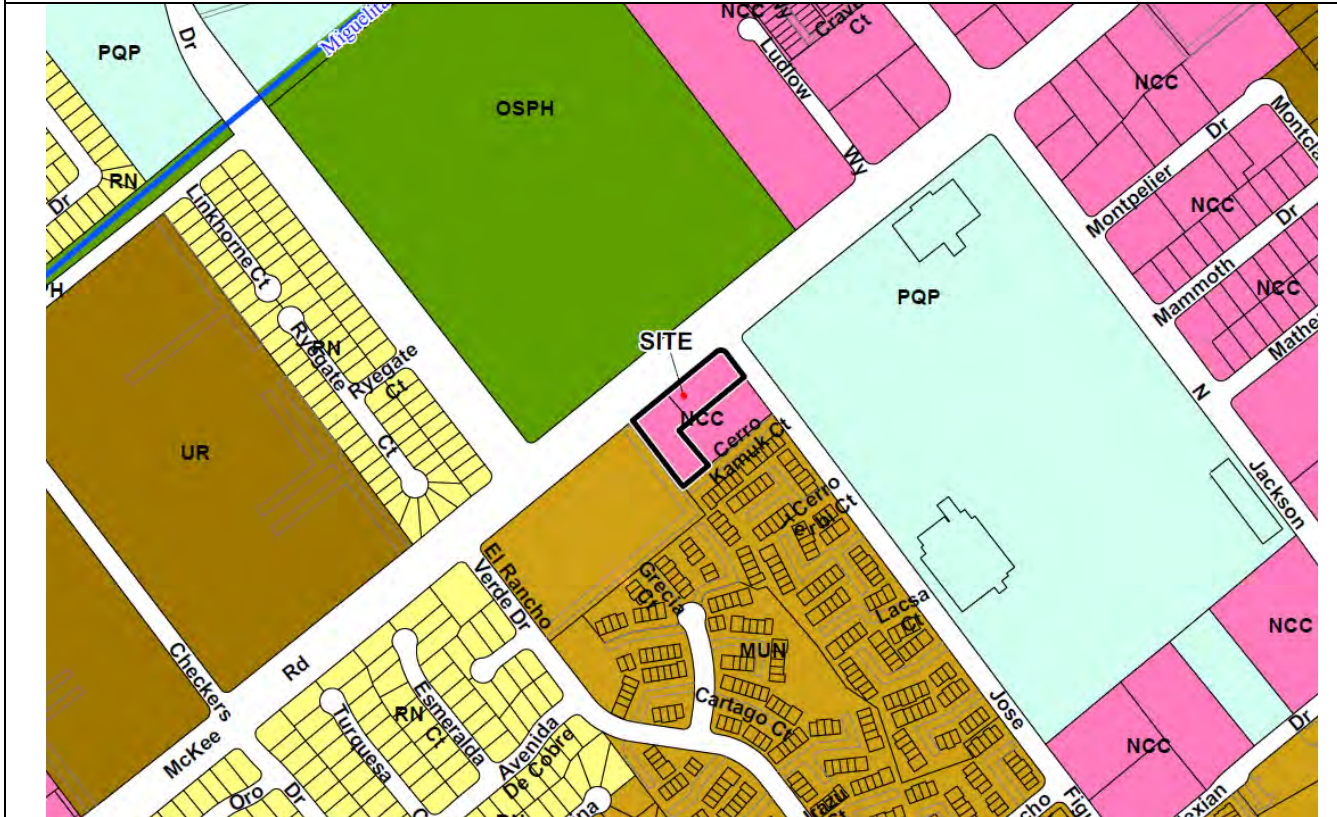 PQP
Dr
Miguelita
OSPH
NCC
Ludlow
Wy
Ct
NCC
Montpelier Dr
NCC
Mammoth Dr
NCC
RN
Dr
Linkhorne Ct
RN
Ryegate Ct
Ryegate
Ct
UR
SITE
NCC
PQP
N
Jackson
Cerro
Kamuk Ct
Cerro
Ct
El Rancho
Verde Dr
Grecia
Ct
Lacsa
Ct
MUN
Cartago Ct
Jose
NCC
NCC
Dr
Checkers
McKee Rd
RN
Esmeralda
Ct
Turquesa
Dr
Avenida
De Cobre
Oro
Ct